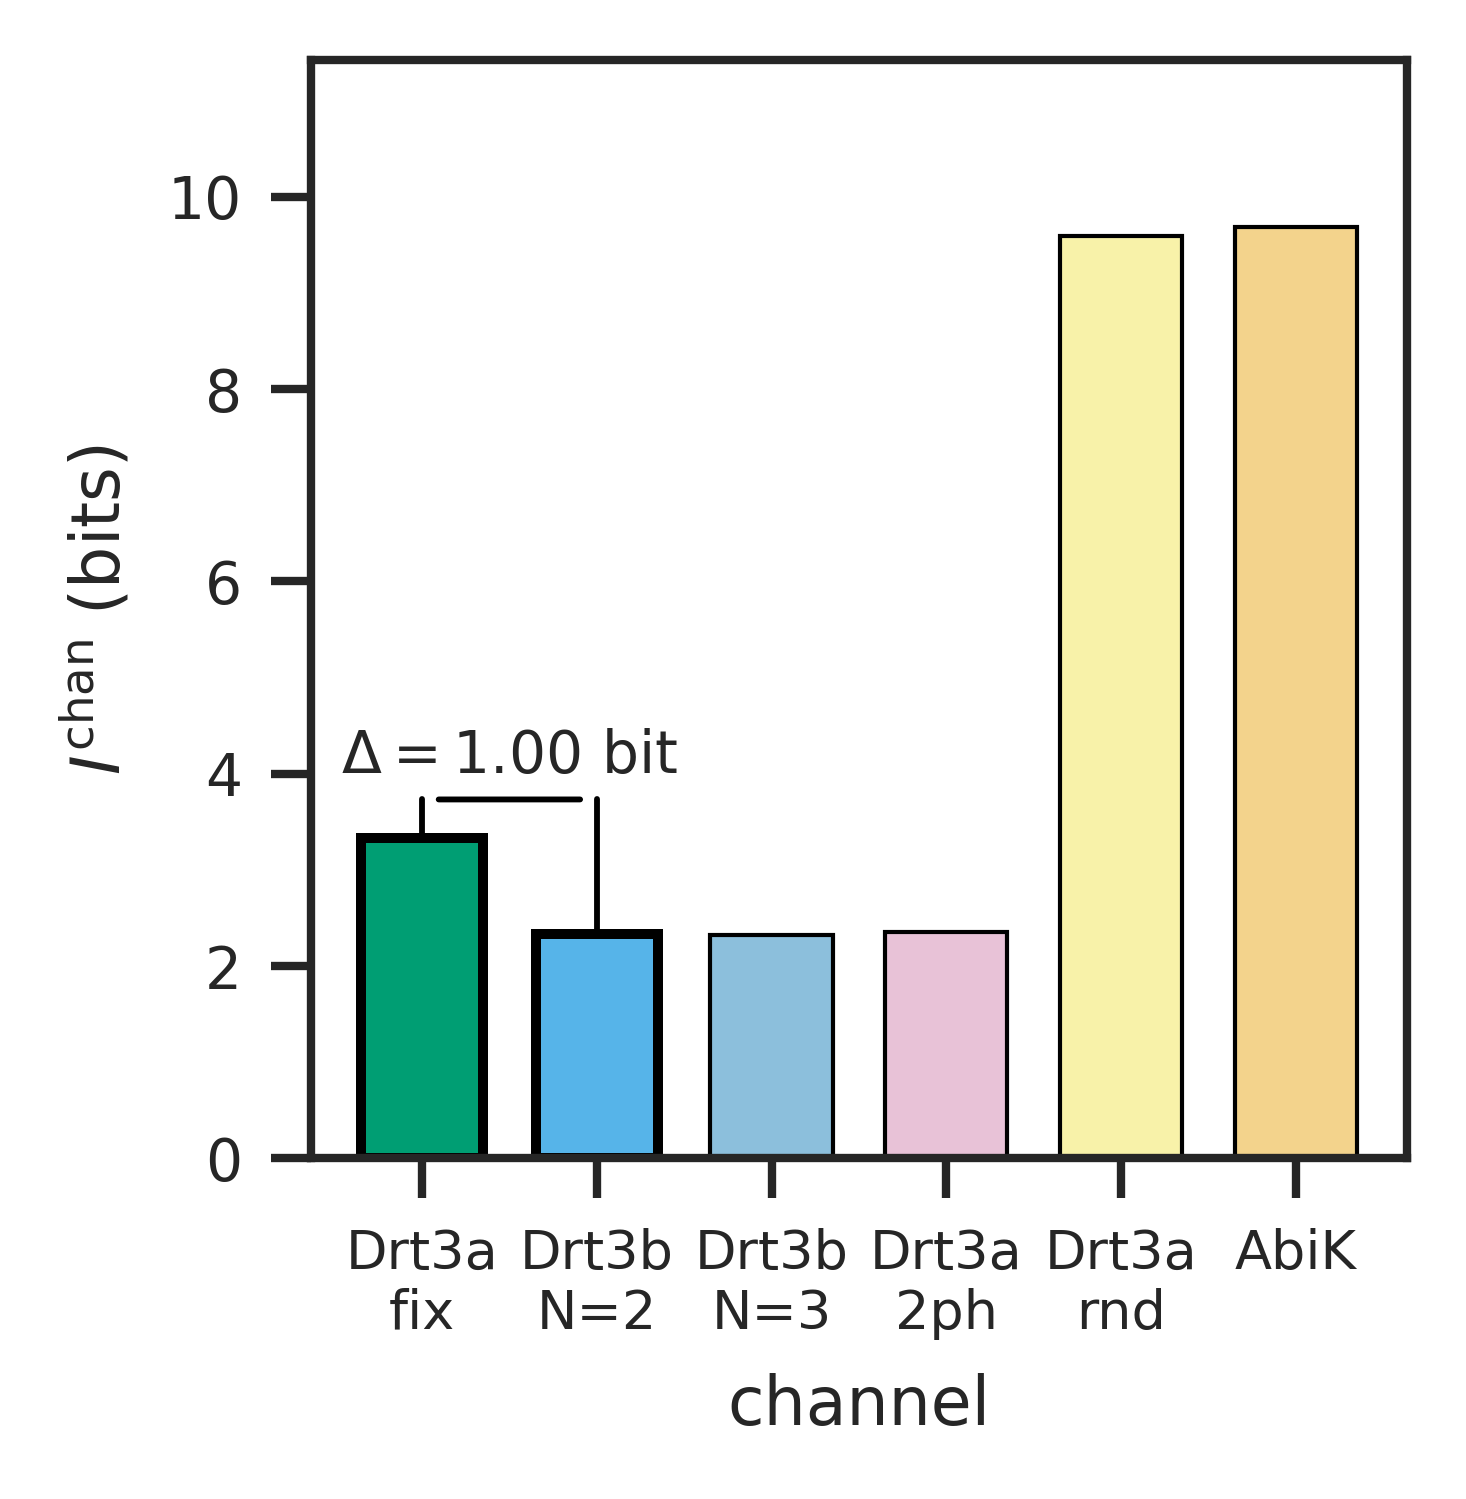 10
8
6
4
2
0
I^chan (bits)
Δ = 1.00 bit
Drt3a Drt3b Drt3b Drt3a Drt3a AbiK
fix N=2 N=3 2ph rnd
channel